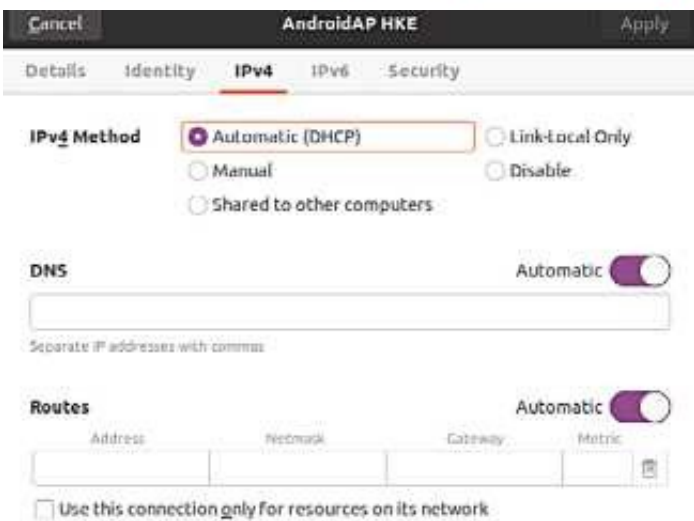 Cancel AndroidAP HKE Apply
Details Identity IPv4 IPv6 Security
IPv4 Method Automatic (DHCP) Link-Local Only
Manual Disable
Shared to other computers
DNS Automatic
Separate IP addresses with commas
Routes Automatic
Address Netmask Gateway Metric
Use this connection only for resources on its network